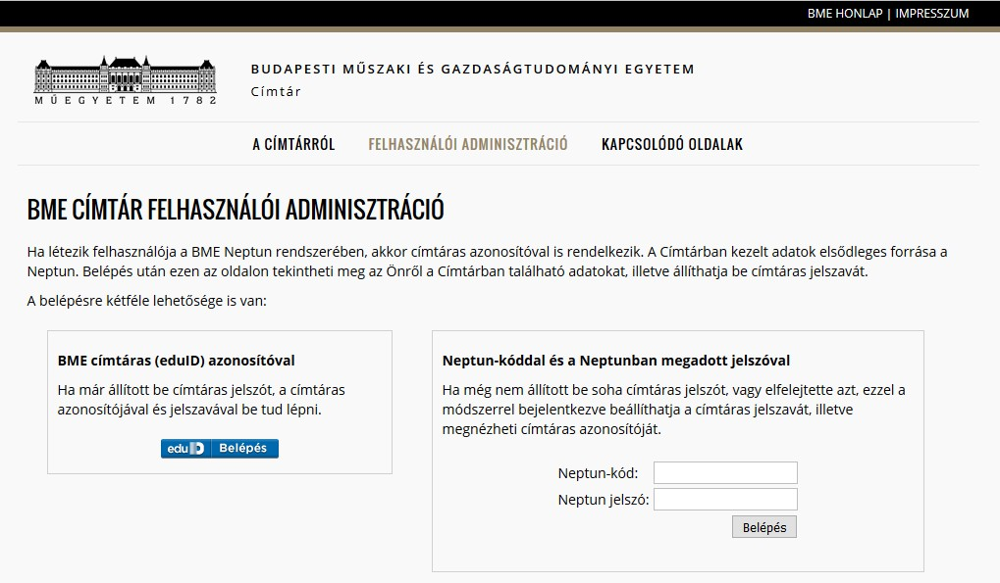 BME HONLAP | IMPRESSZUM
MŰEGYETEM 1782
BUDAPESTI MŰSZAKI ÉS GAZDASÁGTUDOMÁNYI EGYETEM
Címtár
A CÍMTÁRRÓL FELHASZNÁLÓI ADMINISZTRÁCIÓ KAPCSOLÓDÓ OLDALAK
BME CÍMTÁR FELHASZNÁLÓI ADMINISZTRÁCIÓ
Ha létezik felhasználója a BME Neptun rendszerében, akkor címtáras azonosítóval is rendelkezik. A Címtárban kezelt adatok elsődleges forrása a
Neptun. Belépés után ezen az oldalon tekintheti meg az Önről a Címtárban található adatokat, illetve állíthatja be címtáras jelszavát.
A belépésre kétféle lehetősége is van:
BME címtáras (eduID) azonosítóval
Ha már állított be címtáras jelszót, a címtáras
azonosítójával és jelszavával be tud lépni.
eduID Belépés
Neptun-kóddal és a Neptunban megadott jelszóval
Ha még nem állított be soha címtáras jelszót, vagy elfelejtette azt, ezzel a
módszerrel bejelentkezve beállíthatja a címtáras jelszavát, illetve
megnézheti címtáras azonosítóját.
Neptun-kód:
Neptun jelszó:
Belépés